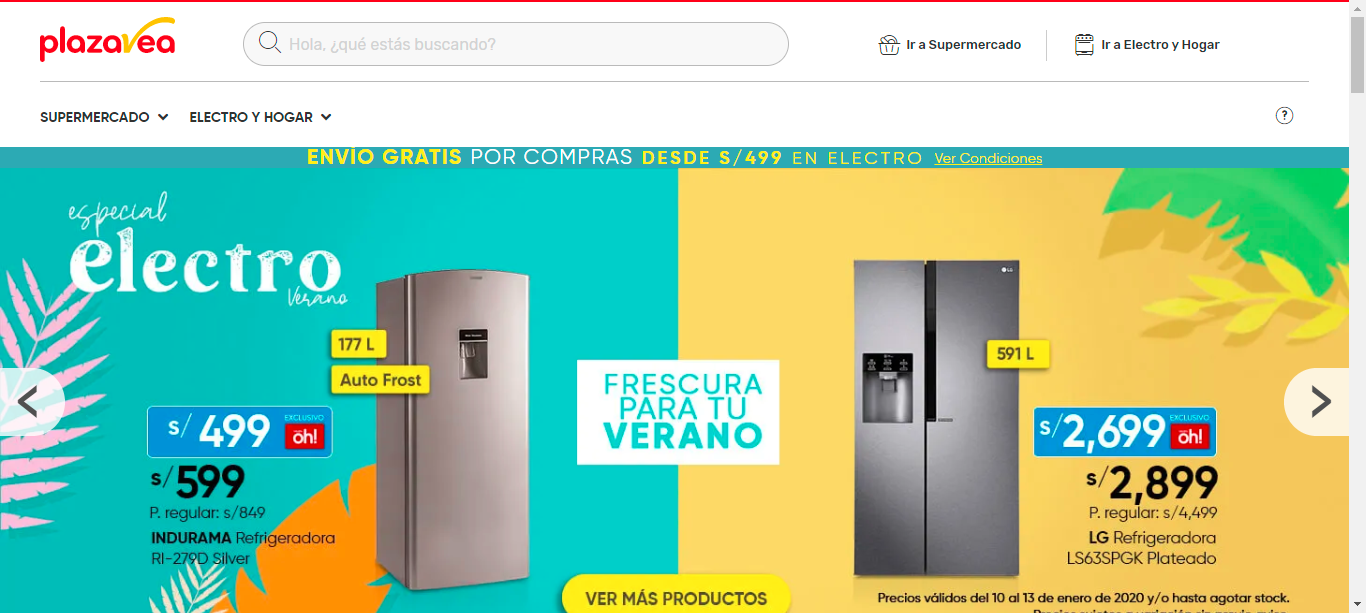 plazavea
Hola, ¿qué estás buscando?
Ir a Supermercado
Ir a Electro y Hogar
SUPERMERCADO
ELECTRO Y HOGAR
?
ENVÍO GRATIS POR COMPRAS DESDE S/499 EN ELECTRO Ver Condiciones
especial
electro
Verano
177 L
Auto Frost
S/ 499 EXCLUSIVO
oh!
S/599
P. regular: s/849
INDURAMA Refrigeradora
RI-279D Silver
FRESCURA
PARA TU
VERANO
LG
591 L
S/2,699 EXCLUSIVO
oh!
S/2,899
P. regular: s/4,499
LG Refrigeradora
LS63SPGK Plateado
VER MÁS PRODUCTOS
Precios válidos del 10 al 13 de enero de 2020 y/o hasta agotar stock.